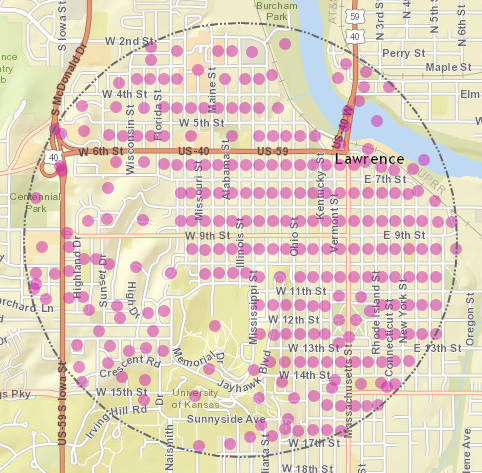 Burcham
Park
AT&
59
40
N 3rd St
N 5th St
N 6th St
S Iowa St
S McDonald Dr
W 2nd St
Perry St
Maple St
Elm
W 4th St
Maine St
Wisconsin St
Florida St
W 5th St
US-40 W
40
W 6th St
US-40
US-59
Lawrence
Alabama St
E 7th St
UPRR
Centennial
Park
Missouri St
Kentucky St
Vermont St
W 9th St
E 9th St
Illinois St
Ohio St
Highland Dr
Sunset Dr
High Dr
W 11th St
Mississippi St
Rhode Island St
Connecticut St
New York St
Oregon St
W 12th St
W 13th St
E 13th St
Memorial Dr
Crescent Rd
Jayhawk Blvd
W 14th St
Massachusetts St
US-59 S Iowa St
W 15th St
University
of Kansas
Irving Hill Rd
Dr
Naismith
Sunnyside Ave
W 17th St
W 18th St